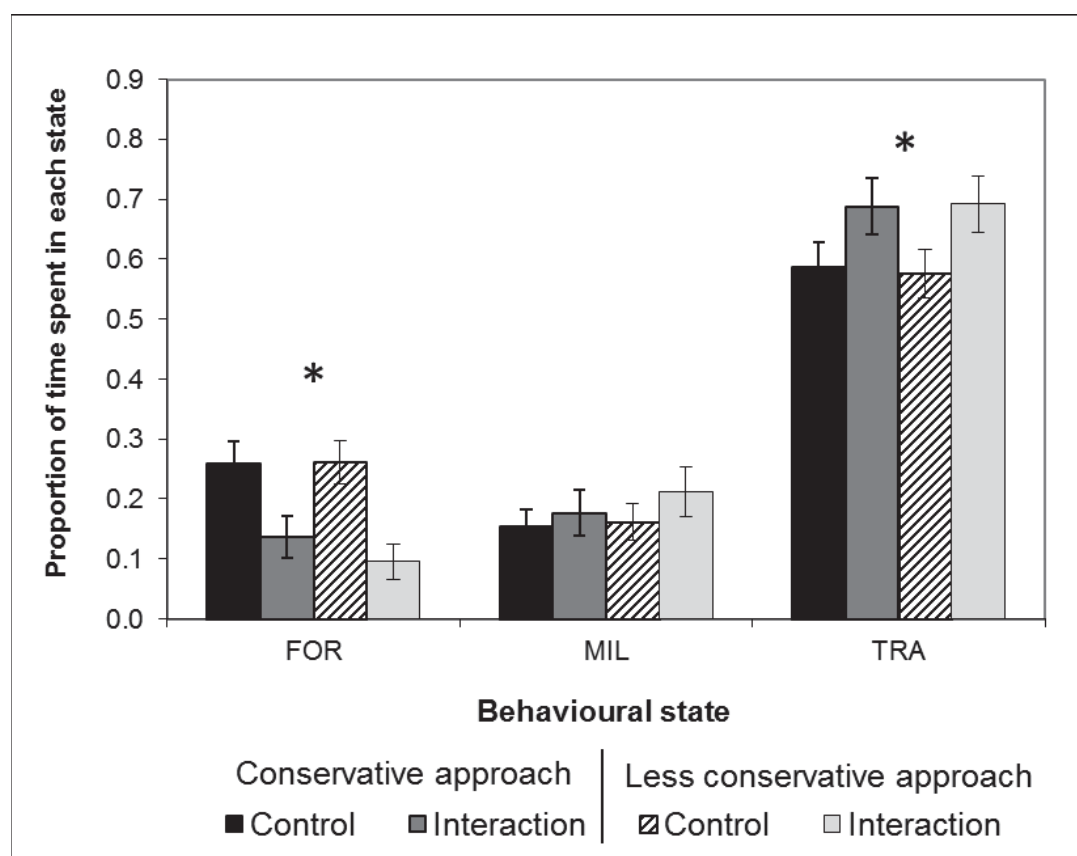 Proportion of time spent in each state
0.9
0.8
0.7
0.6
0.5
0.4
0.3
0.2
0.1
0.0
*
*
FOR MIL TRA
Behavioural state
Conservative approach Less conservative approach
Control Interaction Control Interaction